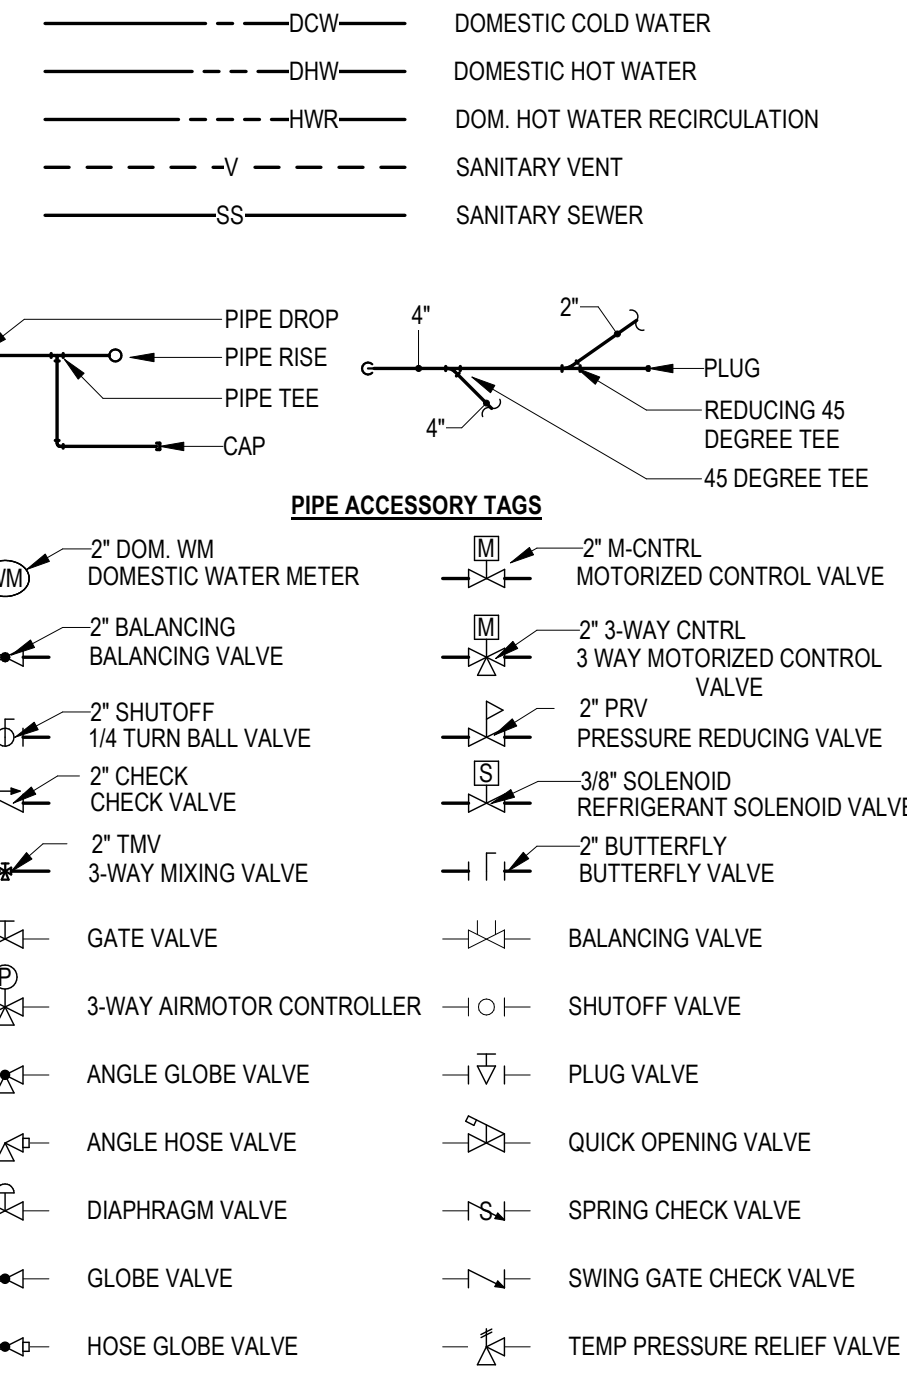 DCW DOMESTIC COLD WATER
DHW DOMESTIC HOT WATER
HWR DOM. HOT WATER RECIRCULATION
V SANITARY VENT
SS SANITARY SEWER
PIPE DROP
PIPE RISE
PIPE TEE
CAP
4"
2"
4"
PLUG
REDUCING 45
DEGREE TEE
45 DEGREE TEE
PIPE ACCESSORY TAGS
2" DOM. WM
DOMESTIC WATER METER
M
2" M-CNTRL
MOTORIZED CONTROL VALVE
2" BALANCING
BALANCING VALVE
M
2" 3-WAY CNTRL
3 WAY MOTORIZED CONTROL
VALVE
2" SHUTOFF
1/4 TURN BALL VALVE
2" PRV
PRESSURE REDUCING VALVE
2" CHECK
CHECK VALVE
S
3/8" SOLENOID
REFRIGERANT SOLENOID VALVE
2" TMV
3-WAY MIXING VALVE
2" BUTTERFLY
BUTTERFLY VALVE
GATE VALVE
BALANCING VALVE
P
3-WAY AIRMOTOR CONTROLLER
SHUTOFF VALVE
ANGLE GLOBE VALVE
PLUG VALVE
ANGLE HOSE VALVE
QUICK OPENING VALVE
DIAPHRAGM VALVE
S
SPRING CHECK VALVE
GLOBE VALVE
SWING GATE CHECK VALVE
HOSE GLOBE VALVE
TEMP PRESSURE RELIEF VALVE